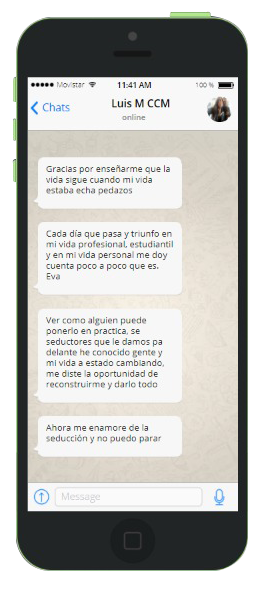 Movistar 11:41 AM 100 %
Chats Luis M CCM
online
Gracias por enseñarme que la
vida sigue cuando mi vida
estaba echa pedazos
Cada día que pasa y triunfo en
mi vida profesional, estudiantil
y en mi vida personal me doy
cuenta poco a poco que es.
Eva
Ver como alguien puede
ponerlo en practica, se
seductores que le damos pa
delante he conocido gente y
mi vida a estado cambiando,
me diste la oportunidad de
reconstruirme y darlo todo
Ahora me enamore de la
seducción y no puedo parar
Message